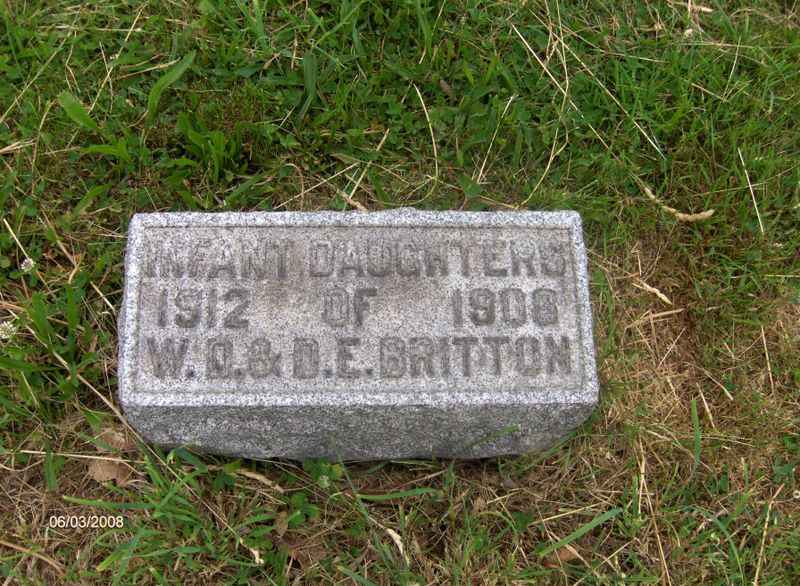 INFANT DAUGHTERS
1912 OF 1908
W. O. & D. E. BRITTON
06/03/2008